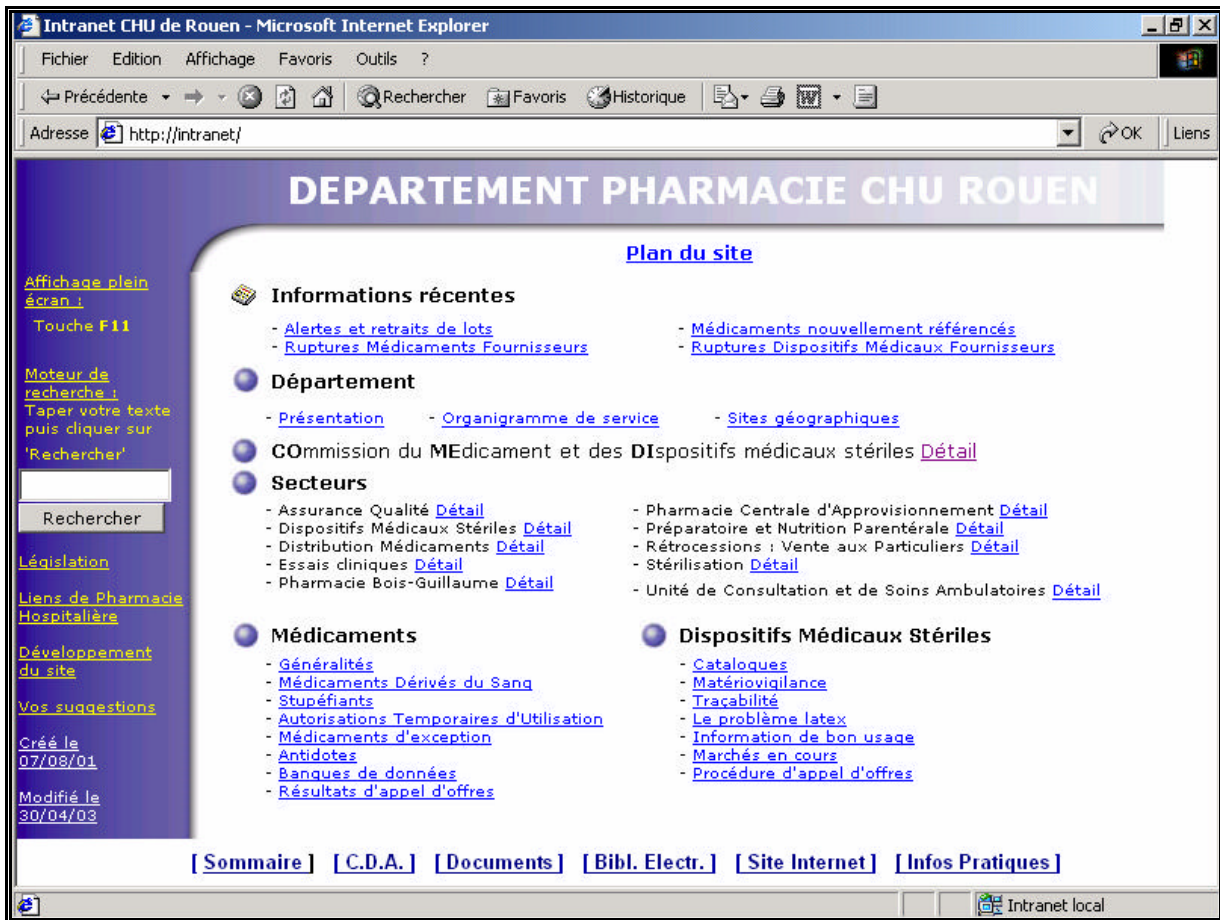 Intranet CHU de Rouen - Microsoft Internet Explorer
Fichier Edition Affichage Favoris Outils ?
Précédente Rechercher Favoris Historique
Adresse http://intranet/ OK Liens
DEPARTEMENT PHARMACIE CHU ROUEN
Plan du site
Affichage plein
écran :
Touche F11
Moteur de
recherche :
Taper votre texte
puis cliquer sur
'Rechercher'
Rechercher
Législation
Liens de Pharmacie
Hospitalière
Développement
du site
Vos suggestions
Créé le
07/08/01
Modifié le
30/04/03
Informations récentes
- Alertes et retraits de lots - Médicaments nouvellement référencés
- Ruptures Médicaments Fournisseurs - Ruptures Dispositifs Médicaux Fournisseurs
Département
- Présentation - Organigramme de service - Sites géographiques
COmmission du MEdicament et des DIspositifs médicaux stériles Détail
Secteurs
- Assurance Qualité Détail
- Dispositifs Médicaux Stériles Détail
- Distribution Médicaments Détail
- Essais cliniques Détail
- Pharmacie Bois-Guillaume Détail
- Pharmacie Centrale d'Approvisionnement Détail
- Préparatoire et Nutrition Parentérale Détail
- Rétrocessions : Vente aux Particuliers Détail
- Stérilisation Détail
- Unité de Consultation et de Soins Ambulatoires Détail
Médicaments
- Généralités
- Médicaments Dérivés du Sang
- Stupéfiants
- Autorisations Temporaires d'Utilisation
- Médicaments d'exception
- Antidotes
- Banques de données
- Résultats d'appel d'offres
Dispositifs Médicaux Stériles
- Catalogues
- Matériovigilance
- Traçabilité
- Le problème latex
- Information de bon usage
- Marchés en cours
- Procédure d'appel d'offres
[ Sommaire ] [ C.D.A. ] [ Documents ] [ Bibl. Electr. ] [ Site Internet ] [ Infos Pratiques ]
Intranet local